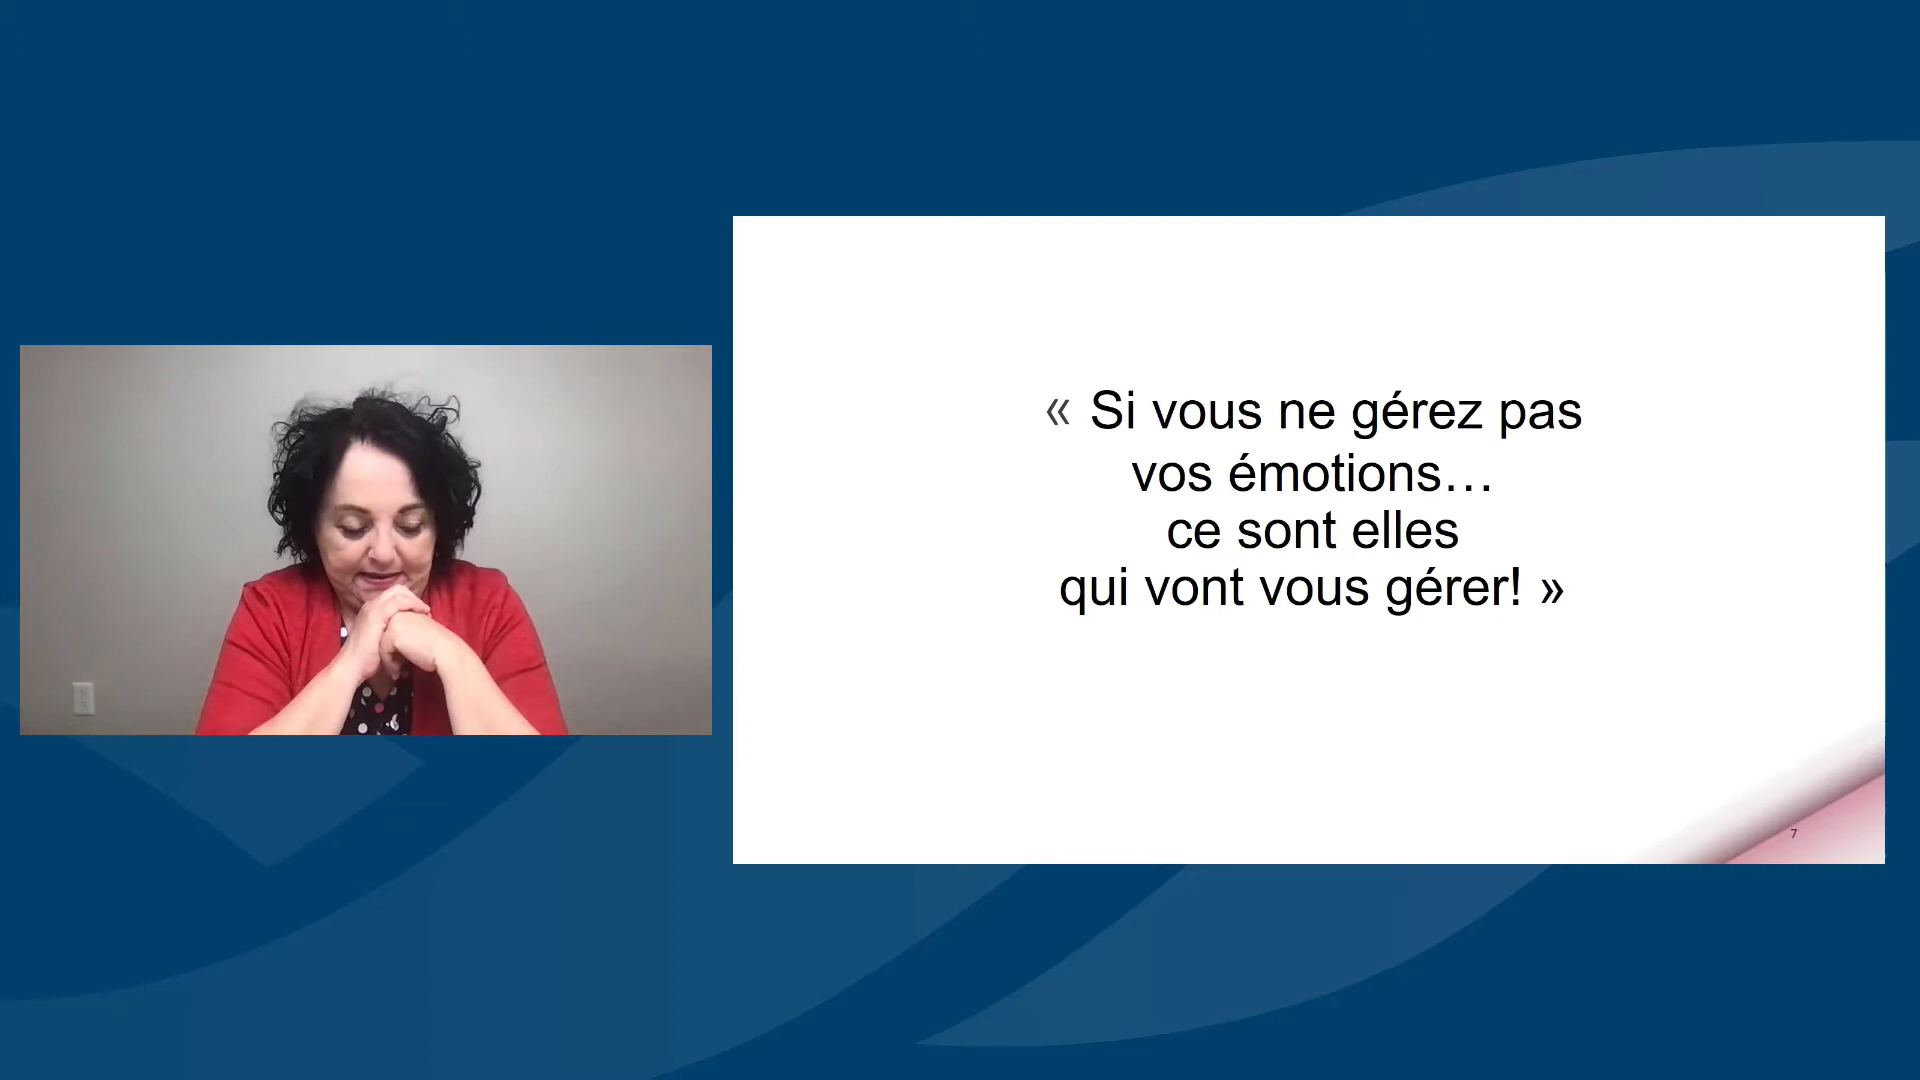 « Si vous ne gérez pas
vos émotions…
ce sont elles
qui vont vous gérer! »
7